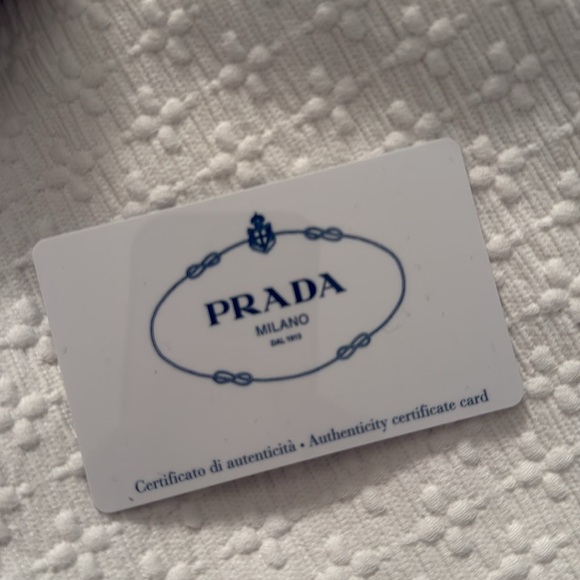 PRADA
MILANO
DAL 1913
Certificato di autenticità • Authenticity certificate card